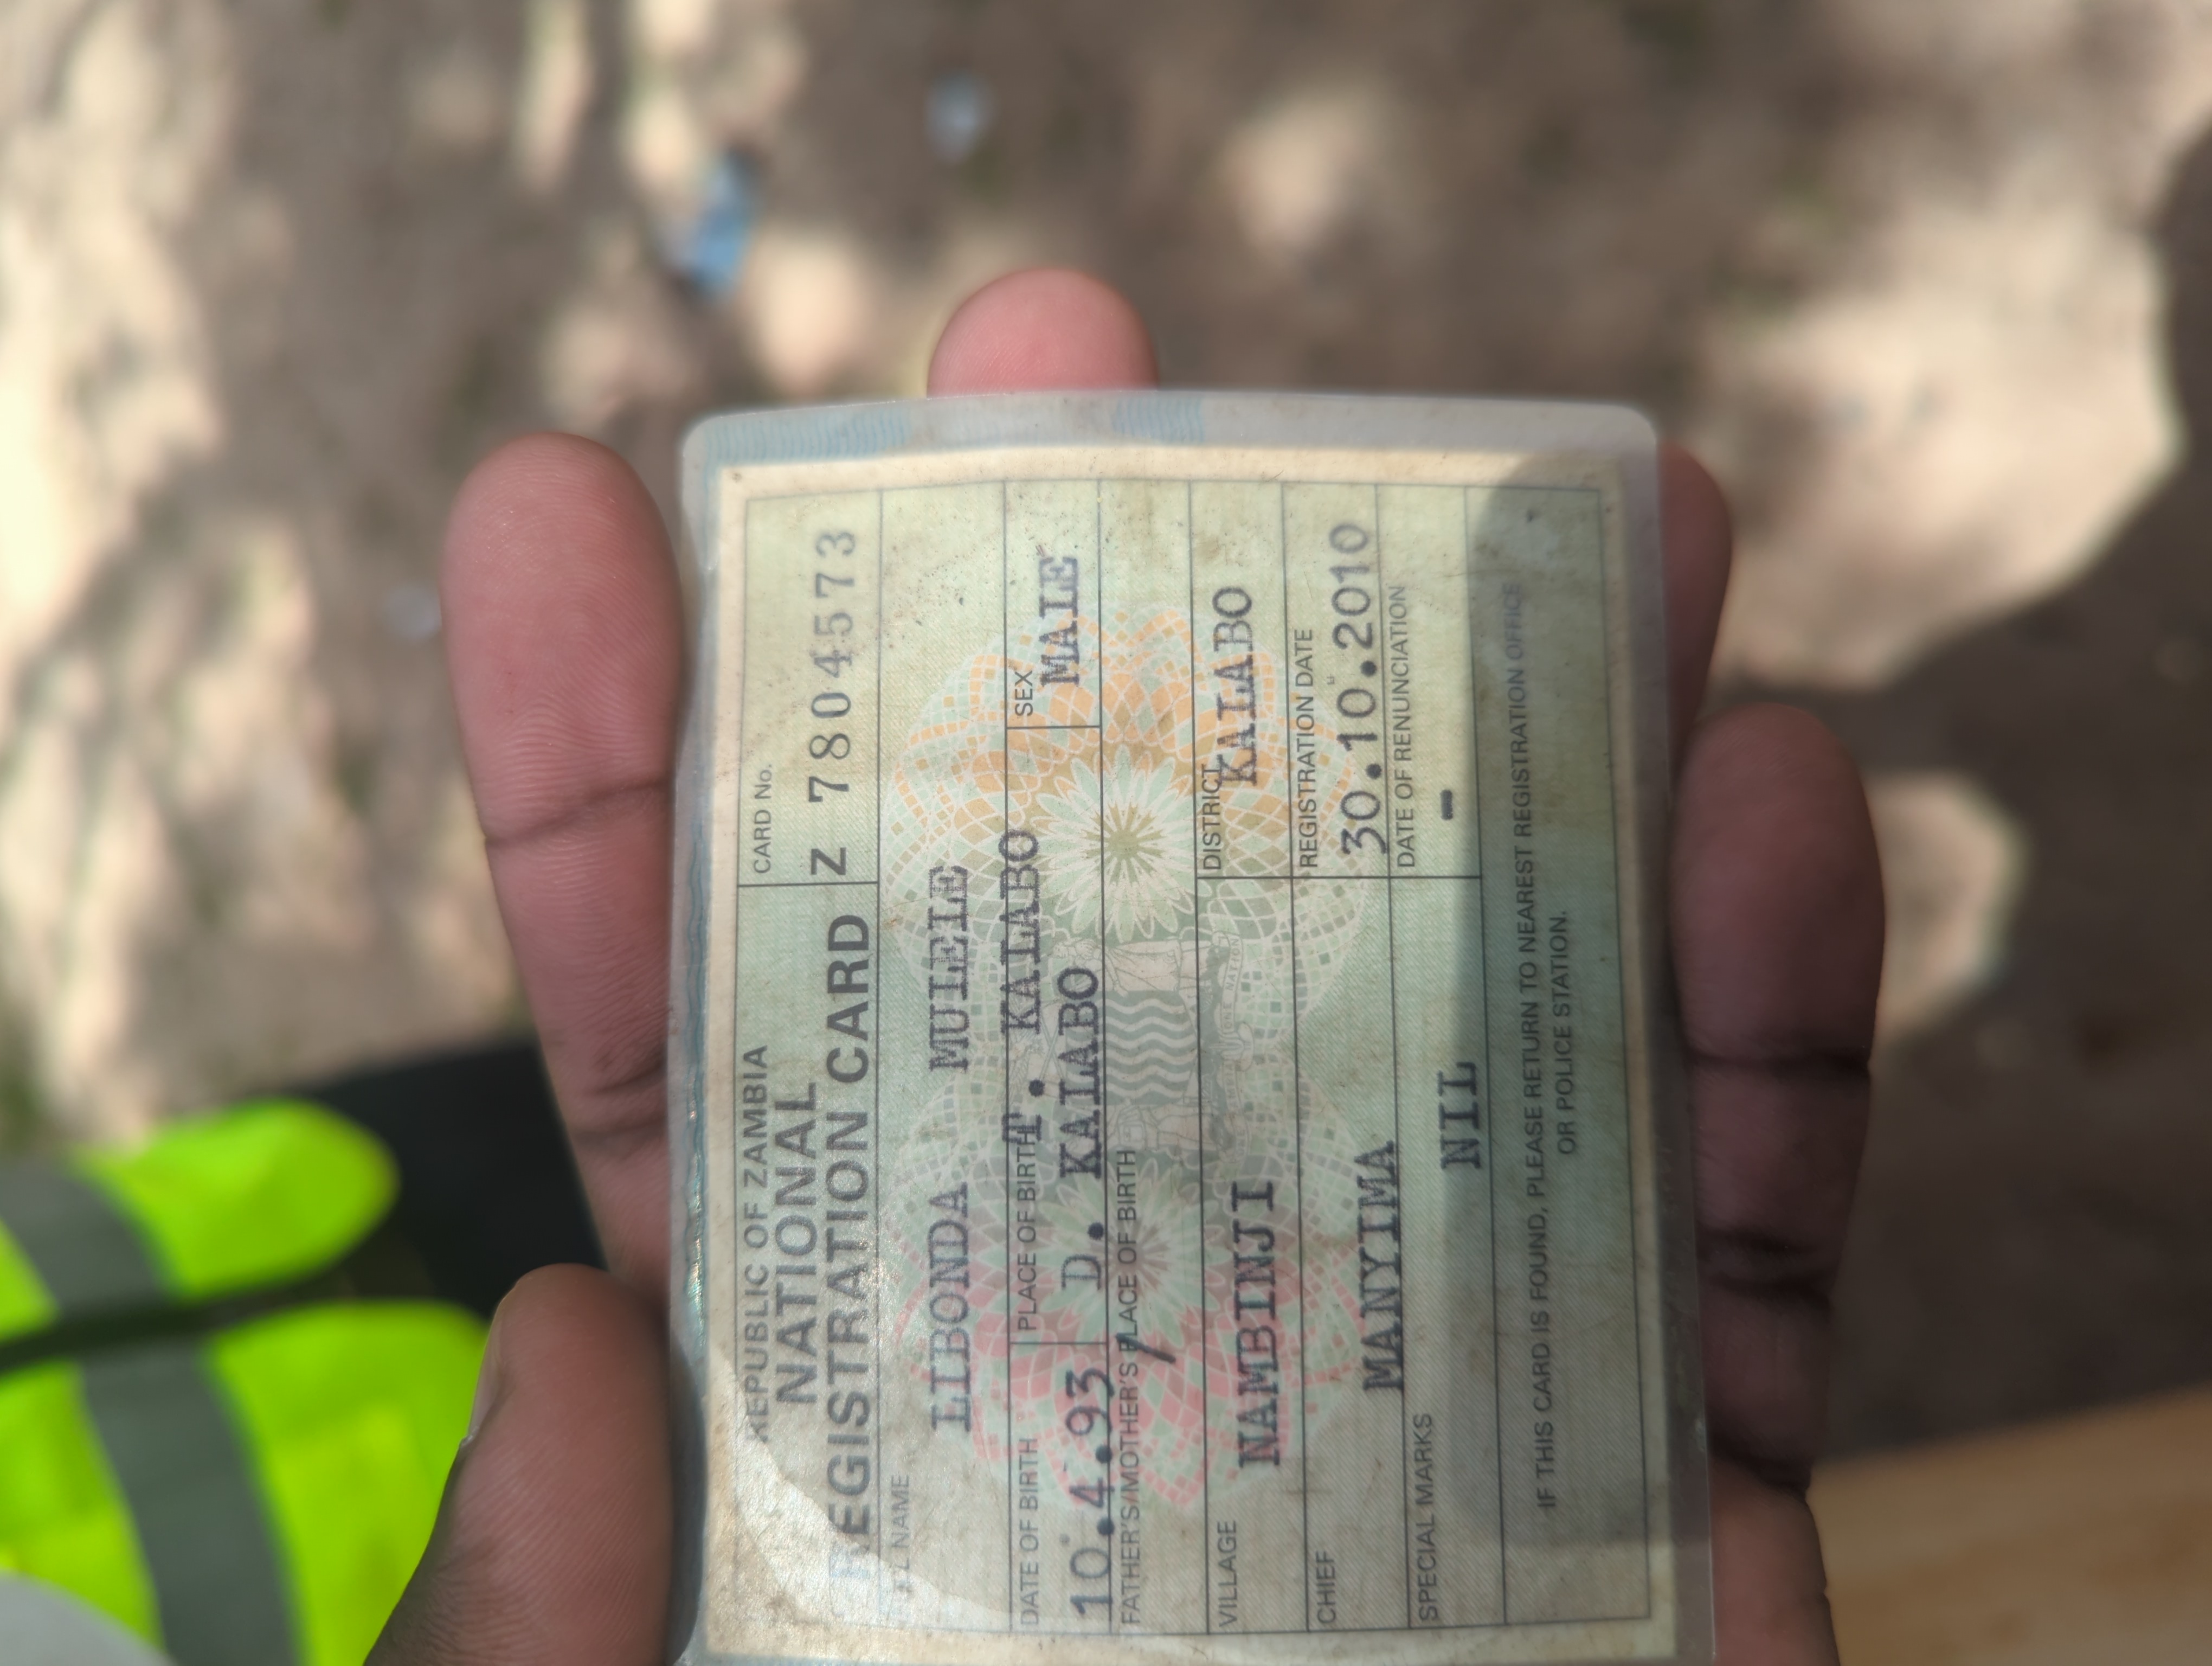 REPUBLIC OF ZAMBIA
NATIONAL
REGISTRATION CARD
CARD No.
Z 7804573
FULL NAME
LIBONDA MULELE
DATE OF BIRTH
10.4.93
PLACE OF BIRTH
T. KALABO
D. KALABO
SEX
MALE
FATHER'S/MOTHER'S PLACE OF BIRTH
/
VILLAGE
NAMBINJI
DISTRICT
KALABO
CHIEF
MANYIMA
REGISTRATION DATE
30.10.2010
SPECIAL MARKS
NIL
DATE OF RENUNCIATION
-
IF THIS CARD IS FOUND, PLEASE RETURN TO NEAREST REGISTRATION OFFICE
OR POLICE STATION.